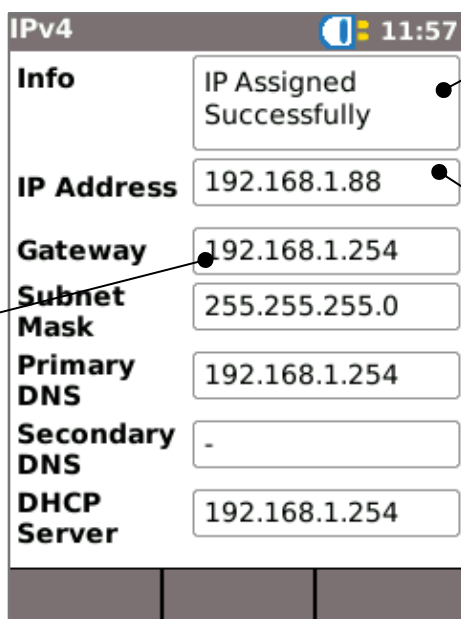 IPv4 11:57
Info
IP Assigned
Successfully
IP Address 192.168.1.88
Gateway 192.168.1.254
Subnet
Mask
255.255.255.0
Primary
DNS
192.168.1.254
Secondary
DNS
-
DHCP
Server
192.168.1.254